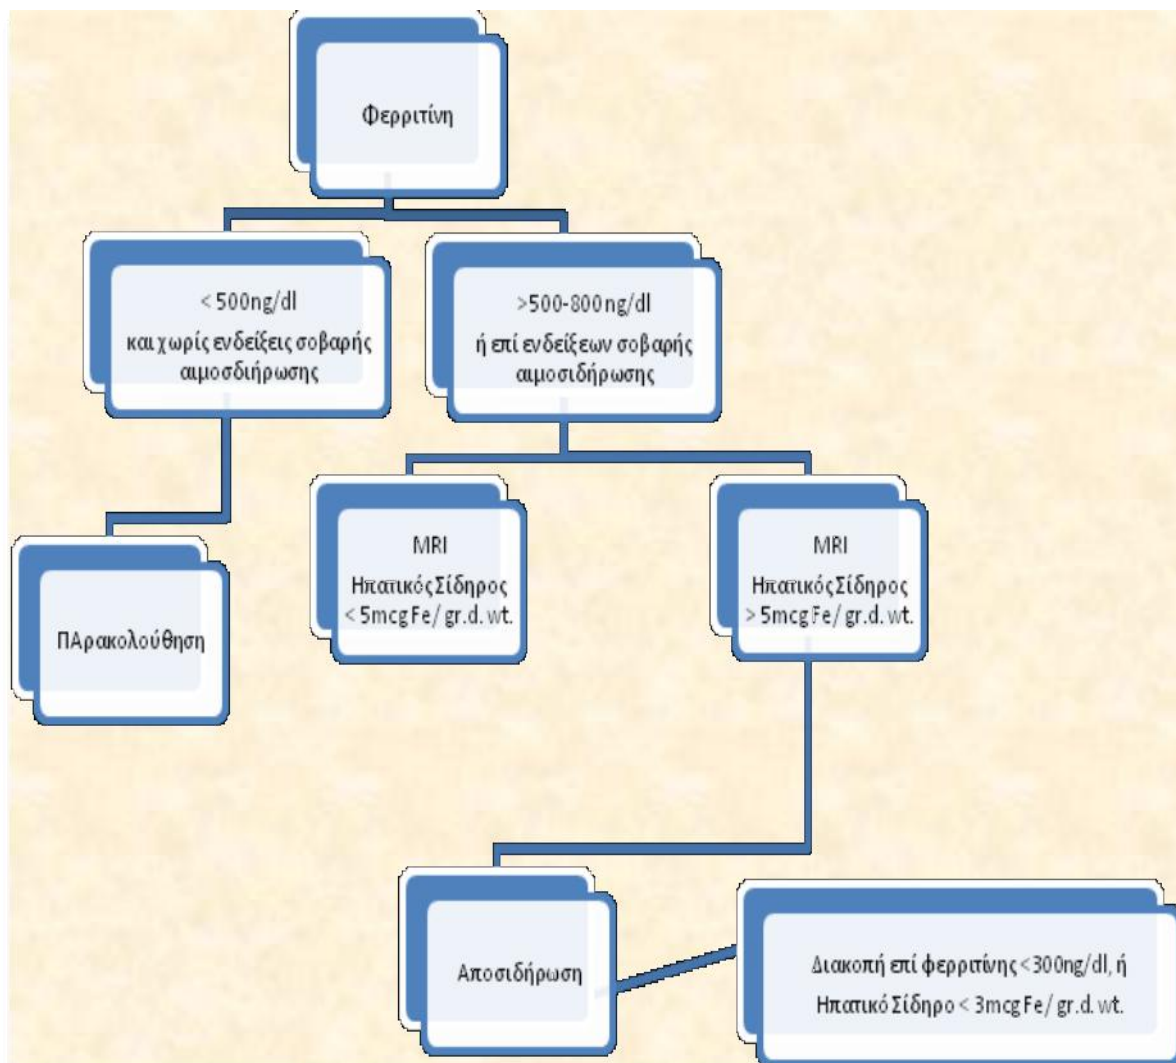 Φερριτίνη
< 500ng/dl
και χωρίς ενδείξεις σοβαρής
αιμοσδιήρωσης
>500-800ng/dl
ή επί ενδείξεων σοβαρής
αιμοσιδήρωσης
ΠΑρακολούθηση
MRI
Ηπατικός Σίδηρος
< 5mcg Fe/ gr.d. wt.
MRI
Ηπατικός Σίδηρος
> 5mcg Fe/ gr.d. wt.
Αποσιδήρωση
Διακοπή επί φερριτίνης <300ng/dl, ή
Ηπατικό Σίδηρο < 3mcg Fe/ gr.d. wt.